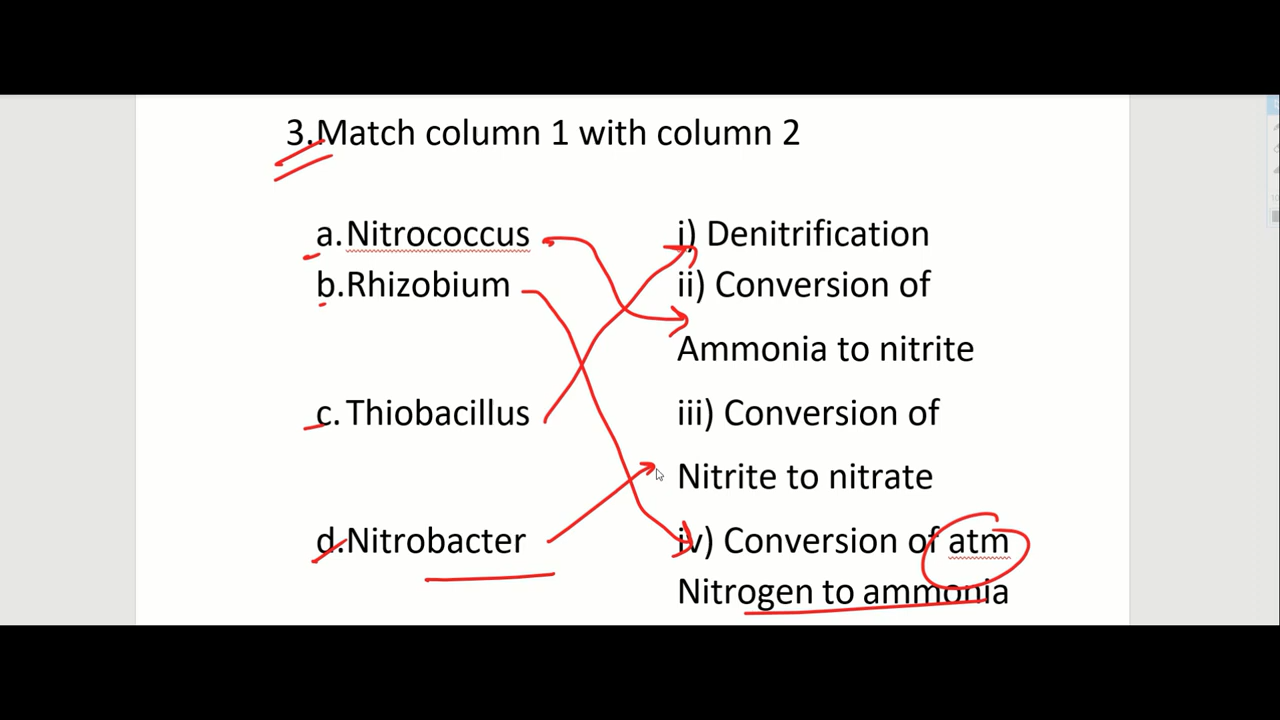 3.Match column 1 with column 2
a.Nitrococcus i) Denitrification
b.Rhizobium ii) Conversion of
Ammonia to nitrite
c. Thiobacillus iii) Conversion of
Nitrite to nitrate
d.Nitrobacter iv) Conversion of atm
Nitrogen to ammonia